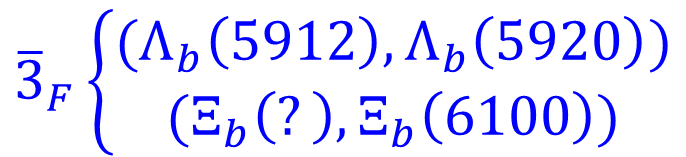 3̅_F { (Λ_b(5912), Λ_b(5920))
(Ξ_b(?), Ξ_b(6100))